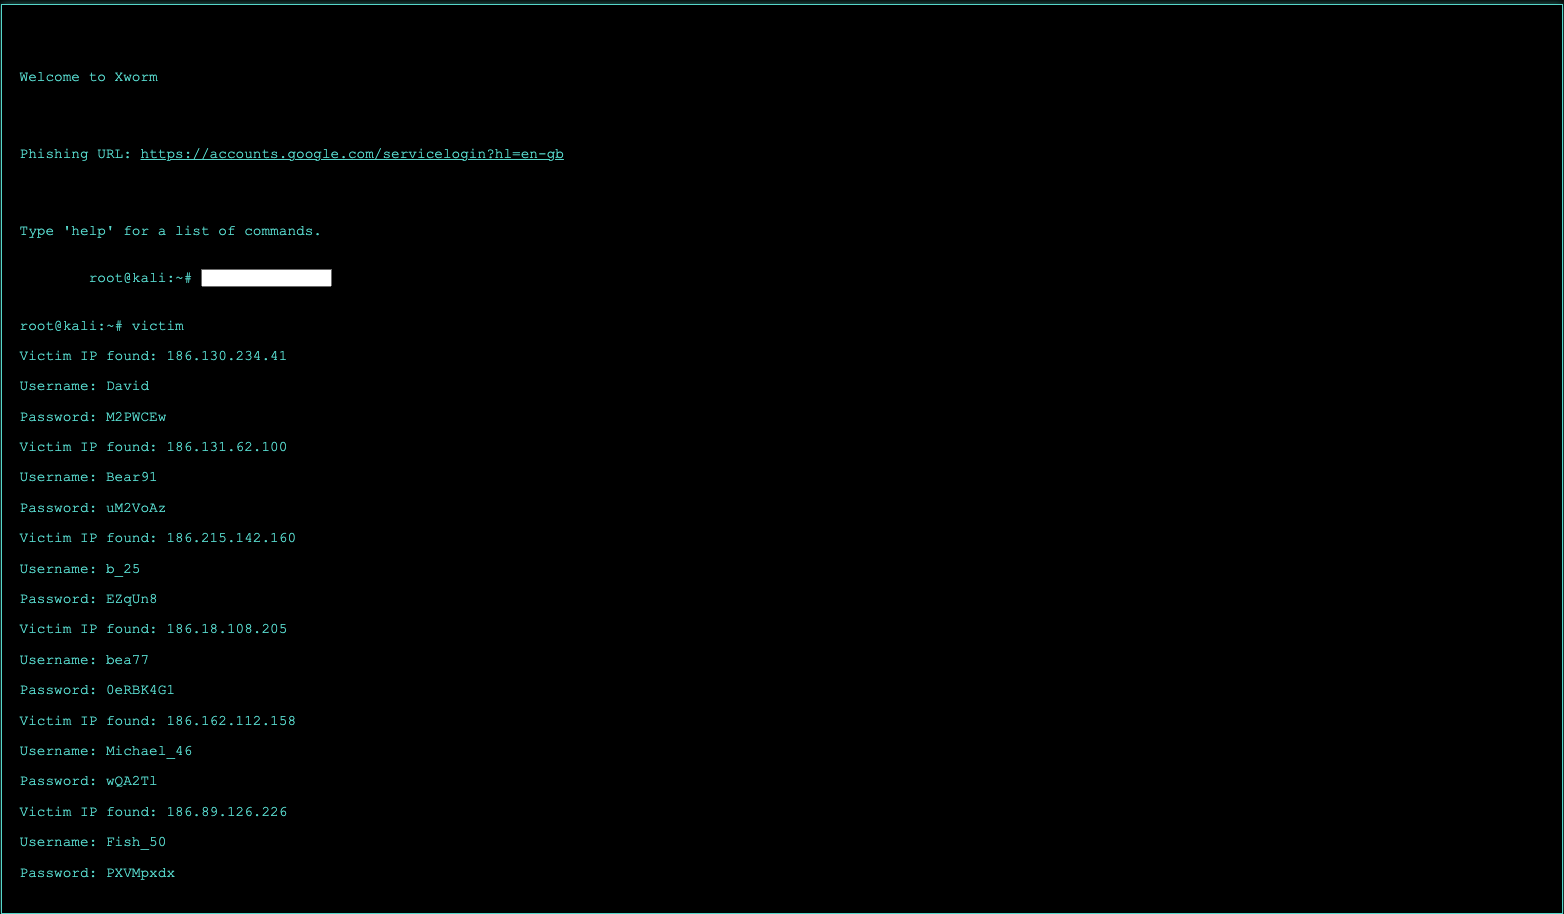 Welcome to Xworm
Phishing URL: https://accounts.google.com/servicelogin?hl=en-gb
Type 'help' for a list of commands.
root@kali:~#
root@kali:~# victim
Victim IP found: 186.130.234.41
Username: David
Password: M2PWCEw
Victim IP found: 186.131.62.100
Username: Bear91
Password: uM2VoAz
Victim IP found: 186.215.142.160
Username: b_25
Password: EZqUn8
Victim IP found: 186.18.108.205
Username: bea77
Password: 0eRBK4G1
Victim IP found: 186.162.112.158
Username: Michael_46
Password: wQA2Tl
Victim IP found: 186.89.126.226
Username: Fish_50
Password: PXVMpxdx